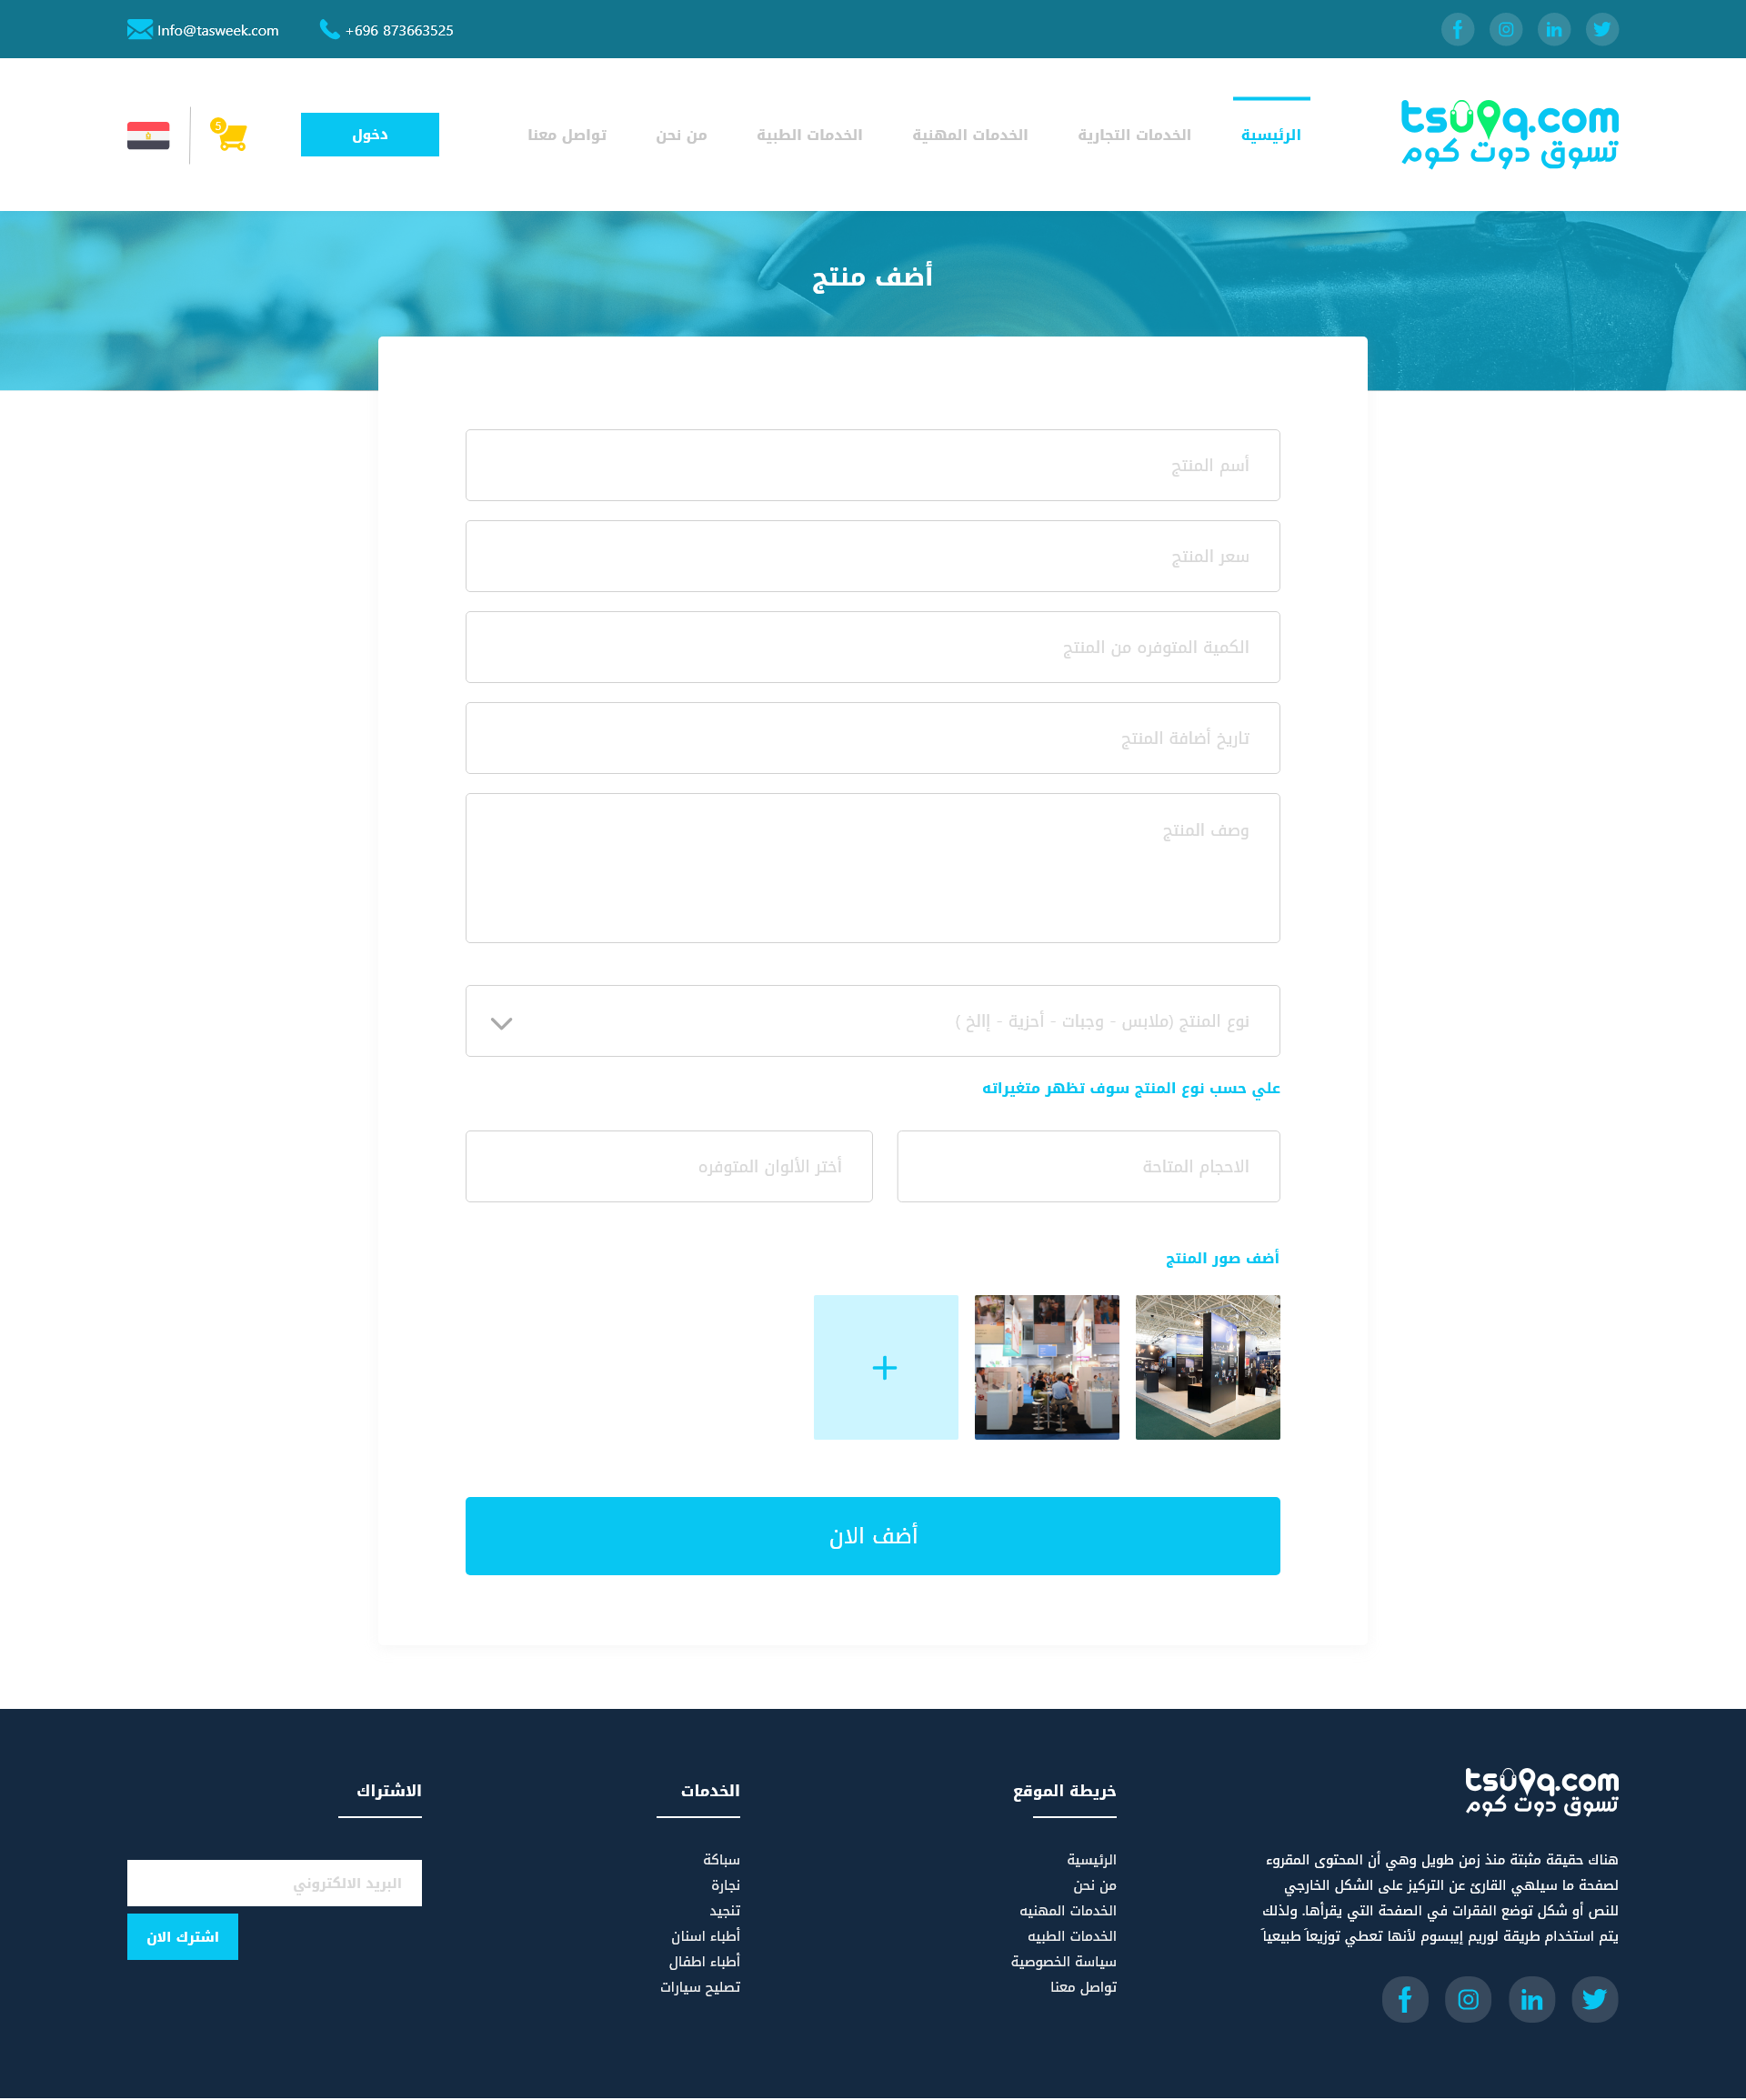 Info@tasweek.com
+696 873663525
tsuuq.com
تسوق دوت كوم
الرئيسية
الخدمات التجارية
الخدمات المهنية
الخدمات الطبية
من نحن
تواصل معنا
دخول
5
أضف منتج
أسم المنتج
سعر المنتج
الكمية المتوفره من المنتج
تاريخ أضافة المنتج
وصف المنتج
نوع المنتج (ملابس - وجبات - أحزية - إالخ )
علي حسب نوع المنتج سوف تظهر متغيراته
الاحجام المتاحة
أختر الألوان المتوفره
أضف صور المنتج
أضف الان
tsuuq.com
تسوق دوت كوم
هناك حقيقة مثبتة منذ زمن طويل وهي أن المحتوى المقروء
لصفحة ما سيلهي القارئ عن التركيز على الشكل الخارجي
للنص أو شكل توضع الفقرات في الصفحة التي يقرأها. ولذلك
يتم استخدام طريقة لوريم إيبسوم لأنها تعطي توزيعاَ طبيعياَ
خريطة الموقع
الرئيسية
من نحن
الخدمات المهنيه
الخدمات الطبيه
سياسة الخصوصية
تواصل معنا
الخدمات
سباكة
نجارة
تنجيد
أطباء اسنان
أطباء اطفال
تصليح سيارات
الاشتراك
البريد الالكتروني
اشترك الان